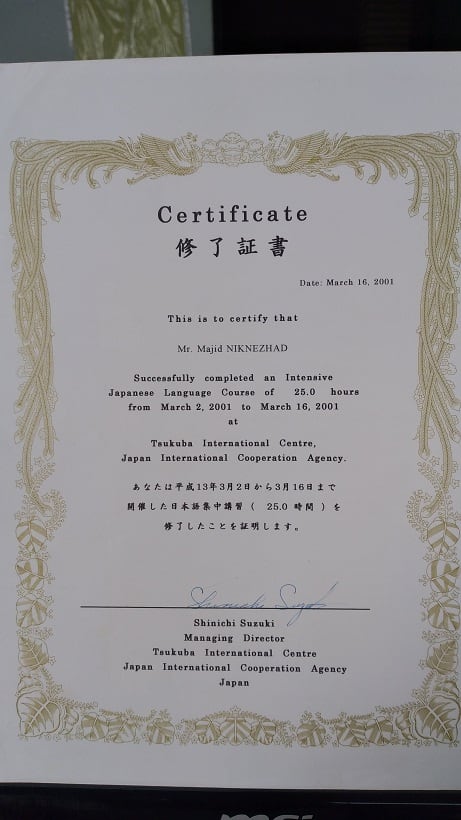 Certificate
修了証書
Date: March 16, 2001
This is to certify that
Mr. Majid NIKNEZHAD
Successfully completed an Intensive
Japanese Language Course of 25.0 hours
from March 2, 2001 to March 16, 2001
at
Tsukuba International Centre,
Japan International Cooperation Agency.
あなたは平成13年3月2日から3月16日まで
開催した日本語集中講習 ( 25.0 時間 ) を
修了したことを証明します。
Shinichi Suzuki
Managing Director
Tsukuba International Centre
Japan International Cooperation Agency
Japan